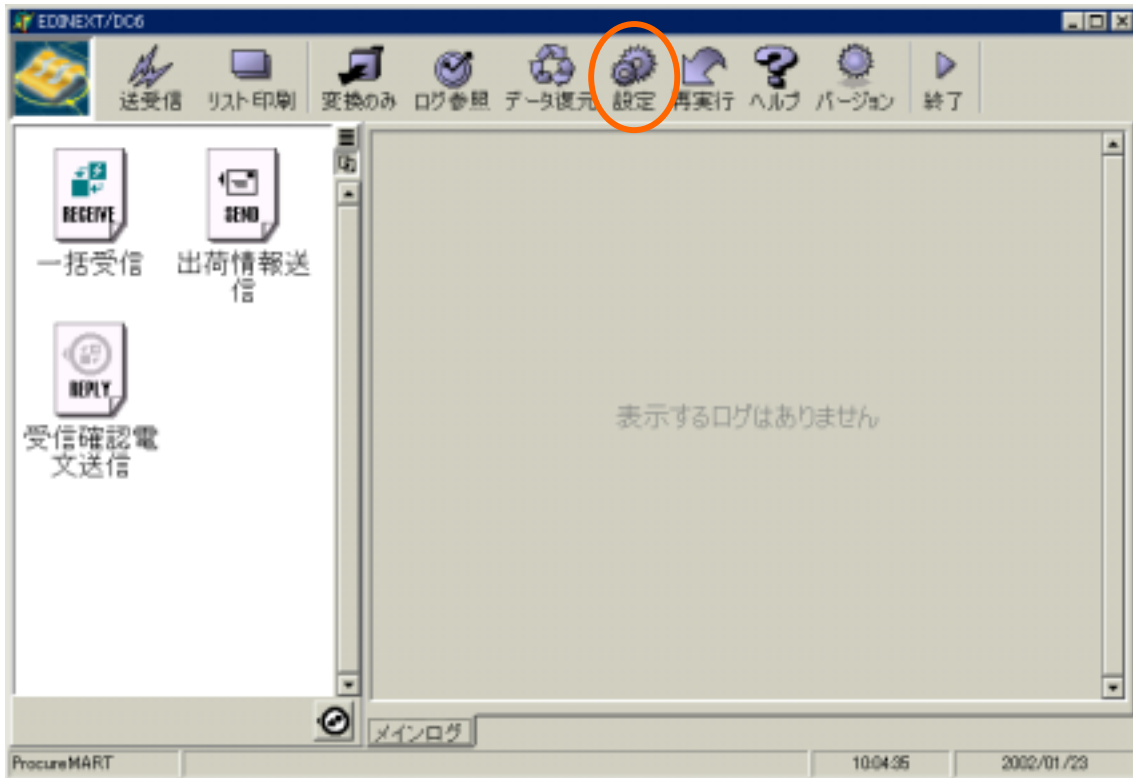 EDINEXT/DC6
送受信 リスト印刷 変換のみ ログ参照 データ復元 設定 再実行 ヘルプ バージョン 終了
RECEIVE
一括受信
SEND
出荷情報送
信
REPLY
受信確認電
文送信
表示するログはありません
メインログ
ProcureMART 10:04:35 2002/01/23